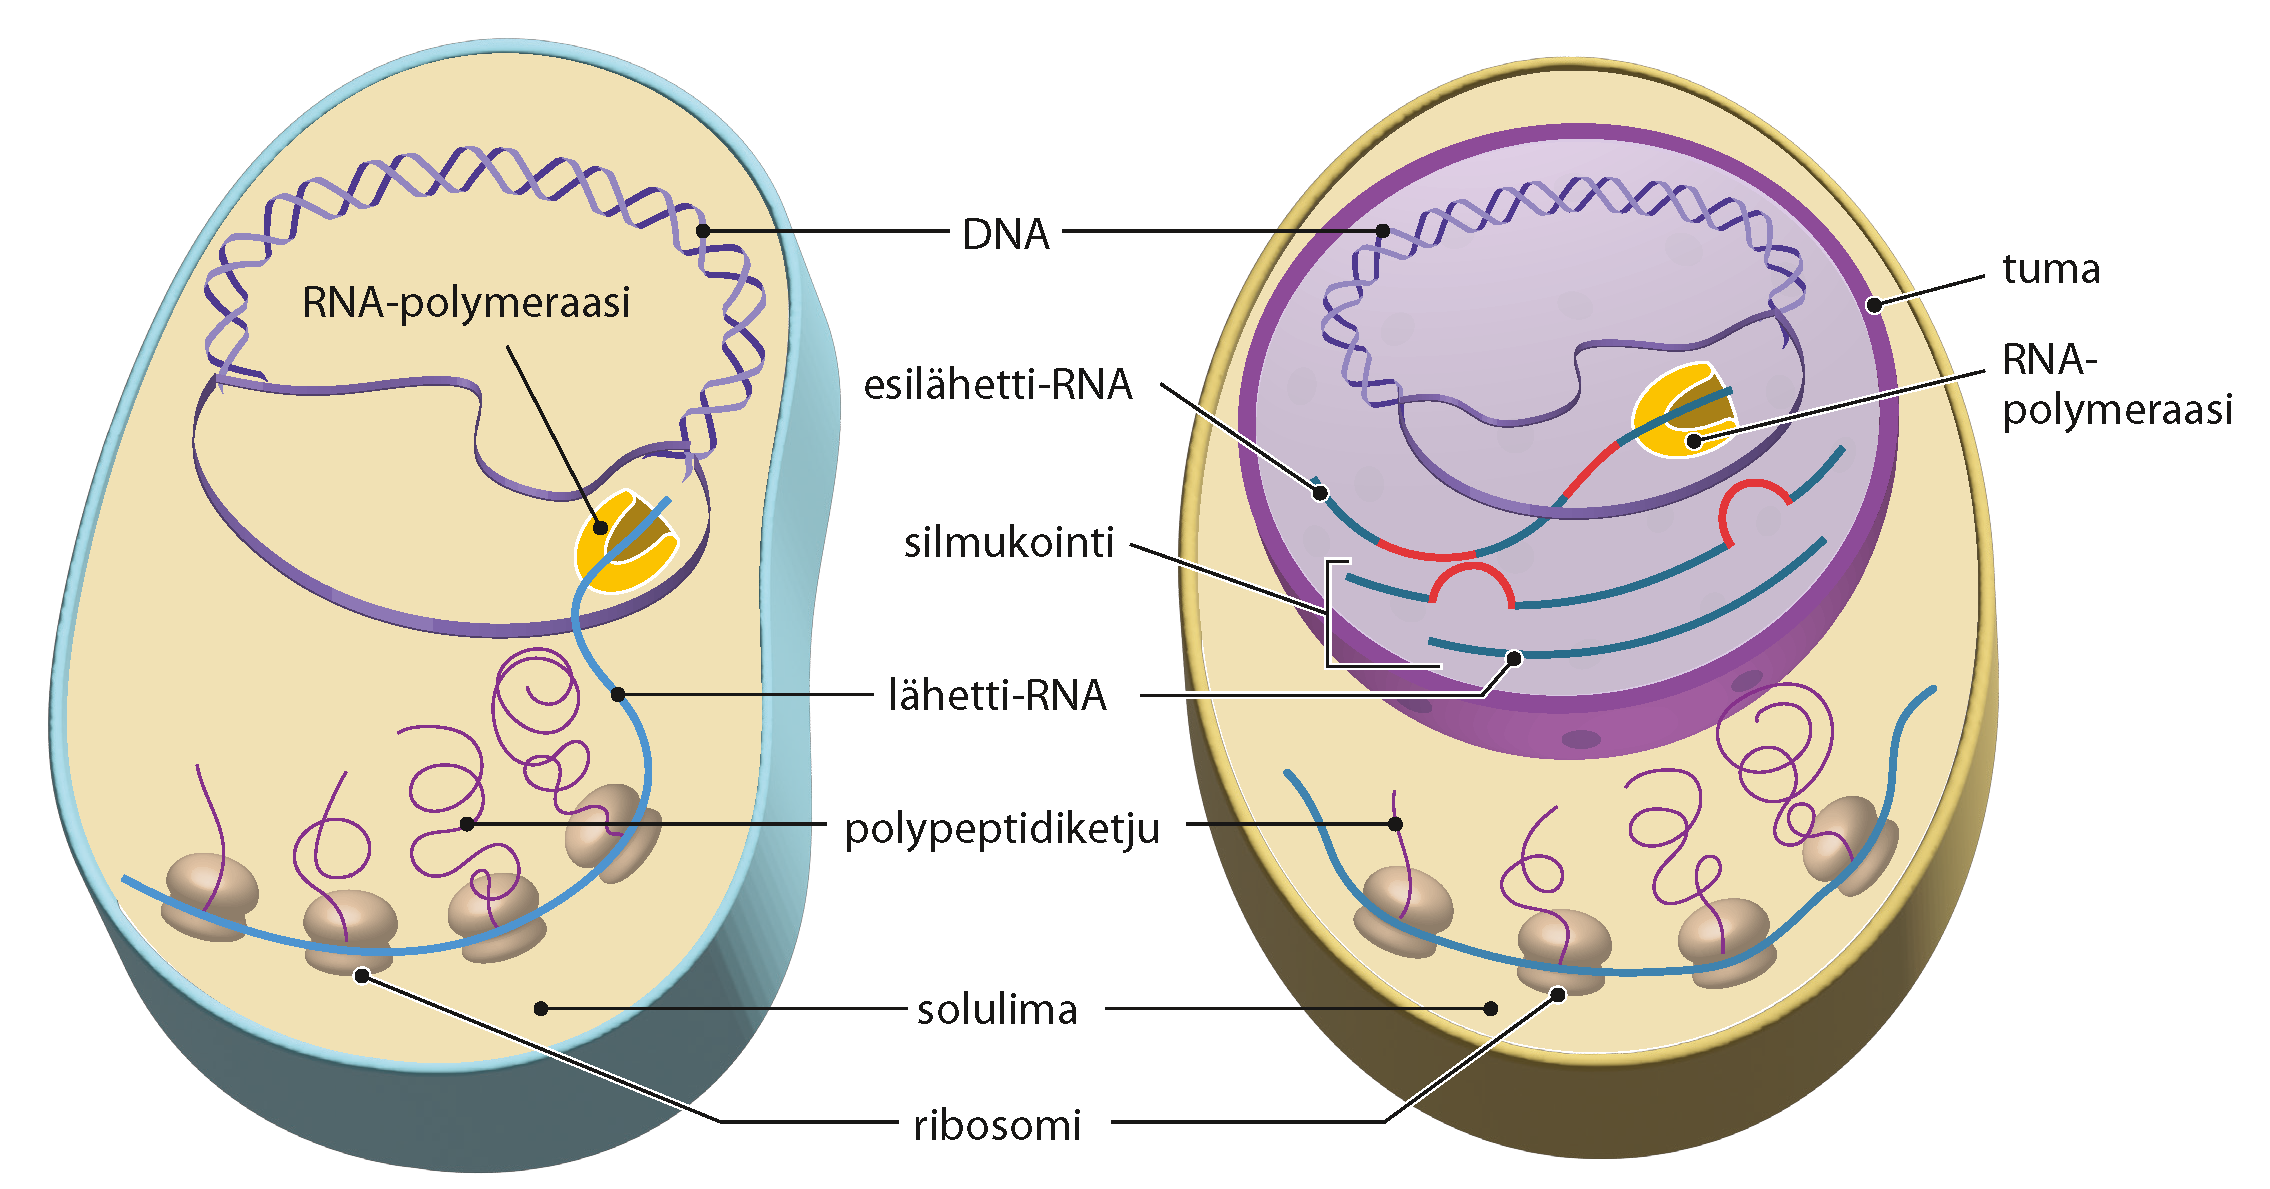 DNA
tuma
RNA-polymeraasi
RNA-
polymeraasi
esilähetti-RNA
silmukointi
lähetti-RNA
polypeptidiketju
solulima
ribosomi